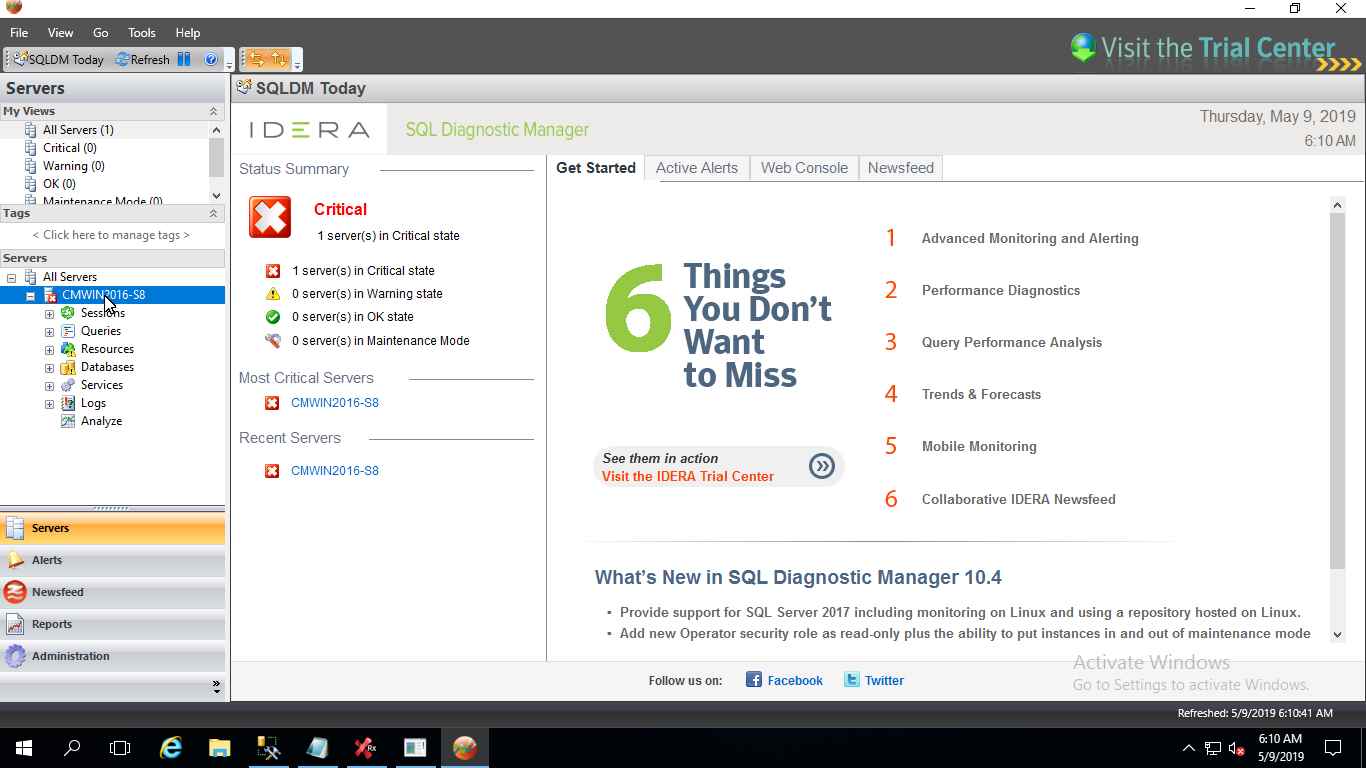 File View Go Tools Help
Visit the Trial Center
SQLDM Today Refresh
Servers
My Views
All Servers (1)
Critical (0)
Warning (0)
OK (0)
Maintenance Mode (0)
Tags
< Click here to manage tags >
Servers
All Servers
CMWIN2016-S8
Sessions
Queries
Resources
Databases
Services
Logs
Analyze
Servers
Alerts
Newsfeed
Reports
Administration
SQLDM Today
IDERA SQL Diagnostic Manager
Thursday, May 9, 2019
6:10 AM
Status Summary
Critical
1 server(s) in Critical state
1 server(s) in Critical state
0 server(s) in Warning state
0 server(s) in OK state
0 server(s) in Maintenance Mode
Most Critical Servers
CMWIN2016-S8
Recent Servers
CMWIN2016-S8
Get Started Active Alerts Web Console Newsfeed
6 Things
You Don't
Want
to Miss
See them in action
Visit the IDERA Trial Center
1 Advanced Monitoring and Alerting
2 Performance Diagnostics
3 Query Performance Analysis
4 Trends & Forecasts
5 Mobile Monitoring
6 Collaborative IDERA Newsfeed
What's New in SQL Diagnostic Manager 10.4
▪ Provide support for SQL Server 2017 including monitoring on Linux and using a repository hosted on Linux.
▪ Add new Operator security role as read-only plus the ability to put instances in and out of maintenance mode
Activate Windows
Go to Settings to activate Windows.
Follow us on: Facebook Twitter
Refreshed: 5/9/2019 6:10:41 AM
Rx
6:10 AM
5/9/2019